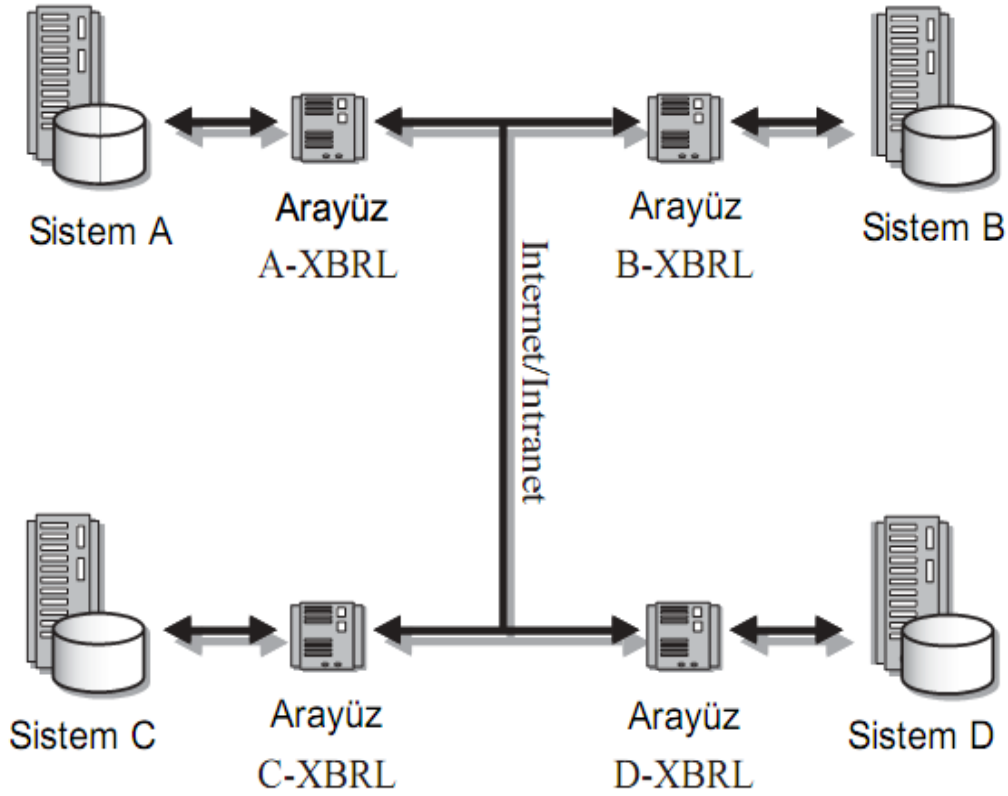 Sistem A
Arayüz
A-XBRL
Arayüz
B-XBRL
Sistem B
Internet/Intranet
Sistem C
Arayüz
C-XBRL
Arayüz
D-XBRL
Sistem D